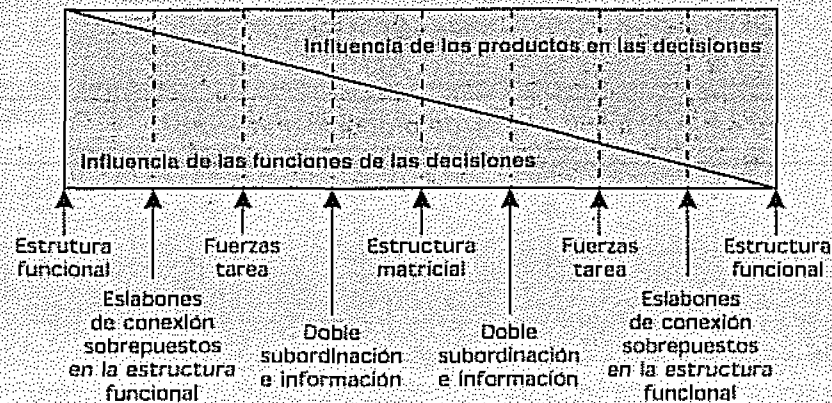 Influencia de los productos en las decisiones
Influencia de las funciones de las decisiones
Estrutura
funcional
Fuerzas
tarea
Estructura
matricial
Fuerzas
tarea
Estructura
funcional
Eslabones
de conexión
sobrepuestos
en la estructura
funcional
Doble
subordinación
e información
Doble
subordinación
e información
Eslabones
de conexión
sobrepuestos
en la estructura
funcional